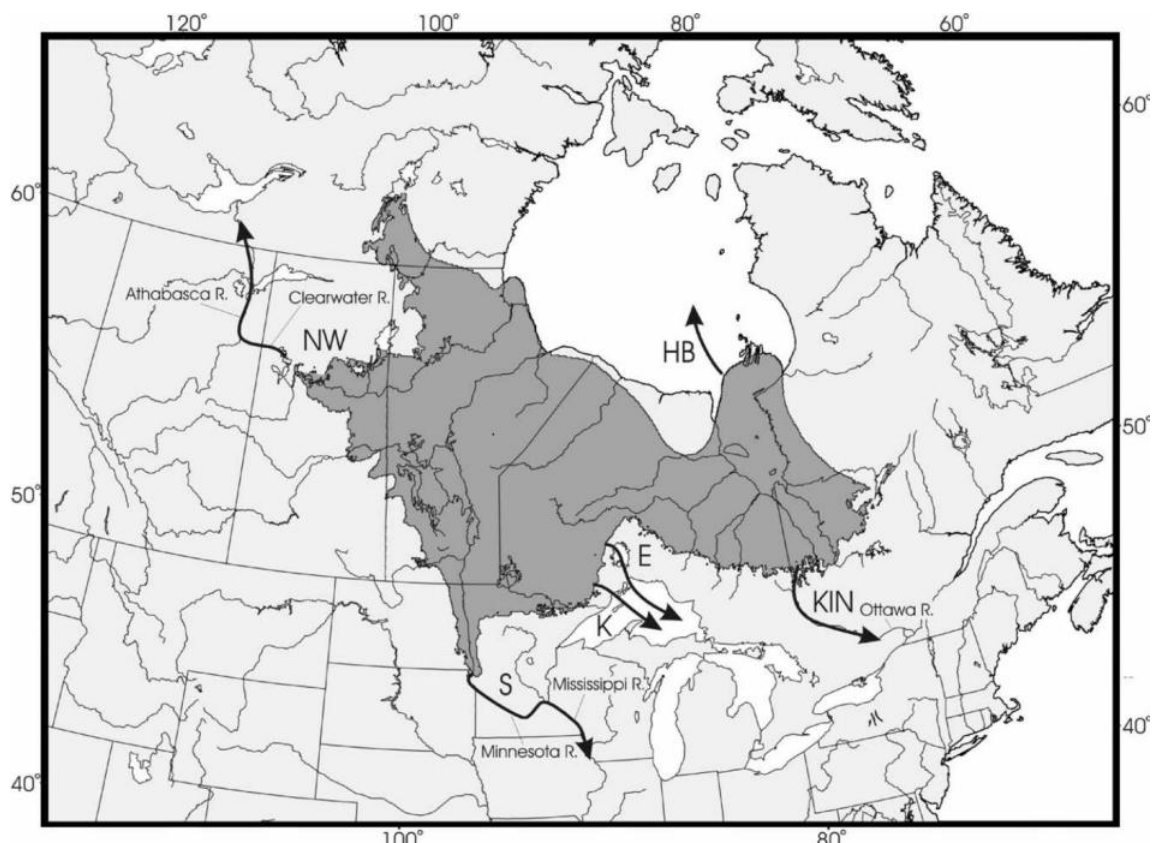 120° 100° 80° 60°
60°
60°
Athabasca R.
Clearwater R.
NW
HB
50°
50°
E
KIN
Ottawa R.
K
S
Mississippi R.
Minnesota R.
40°
40°
100° 80°